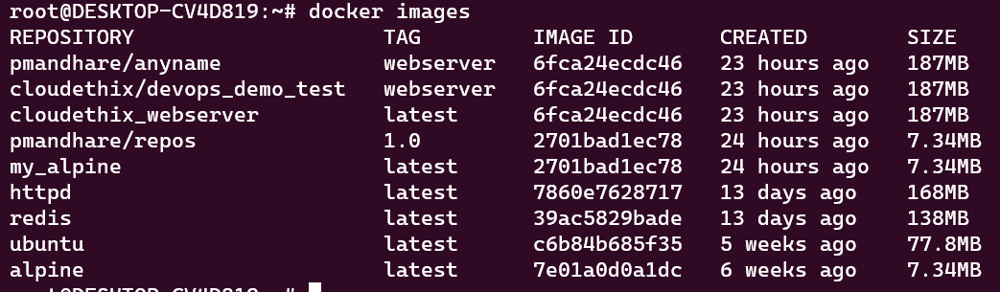 root@DESKTOP-CV4D819:~# docker images
REPOSITORY TAG IMAGE ID CREATED SIZE
pmandhare/anyname webserver 6fca24ecdc46 23 hours ago 187MB
cloudethix/devops_demo_test webserver 6fca24ecdc46 23 hours ago 187MB
cloudethix_webserver latest 6fca24ecdc46 23 hours ago 187MB
pmandhare/repos 1.0 2701bad1ec78 24 hours ago 7.34MB
my_alpine latest 2701bad1ec78 24 hours ago 7.34MB
httpd latest 7860e7628717 13 days ago 168MB
redis latest 39ac5829bade 13 days ago 138MB
ubuntu latest c6b84b685f35 5 weeks ago 77.8MB
alpine latest 7e01a0d0a1dc 6 weeks ago 7.34MB
root@DESKTOP-CV4D819:~#